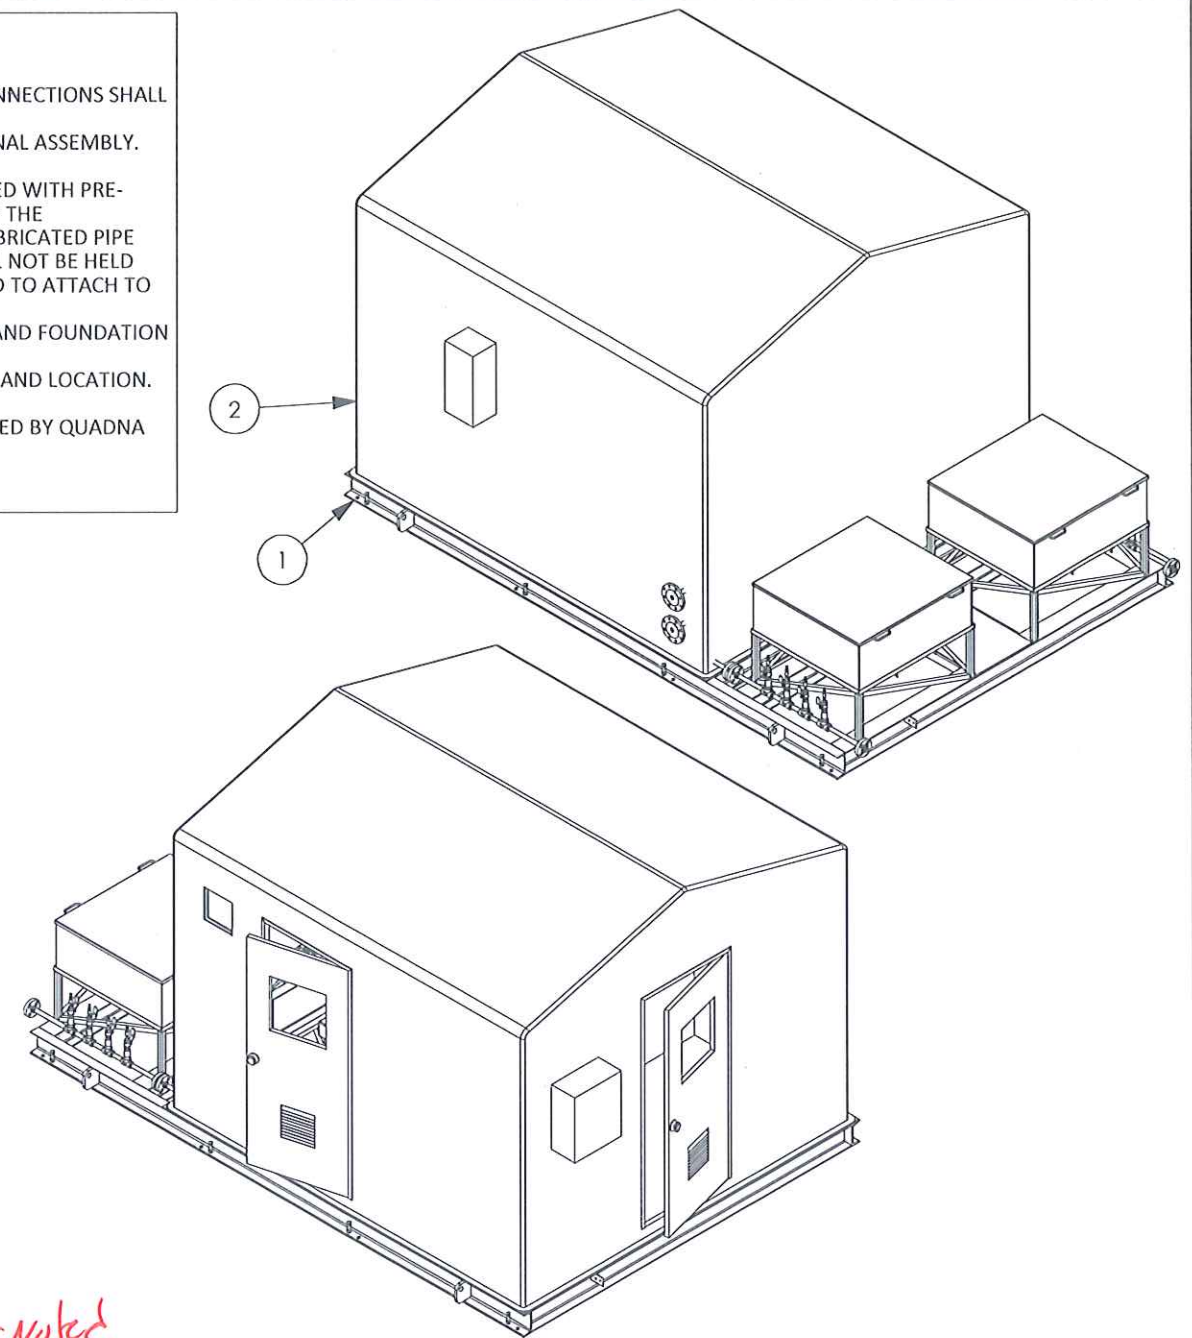 NNECTIONS SHALL
NAL ASSEMBLY.
ED WITH PRE-
THE
BRICATED PIPE
NOT BE HELD
D TO ATTACH TO
AND FOUNDATION
AND LOCATION.
ED BY QUADNA
2
1
Noted